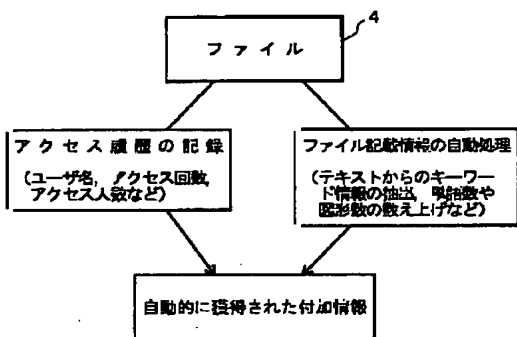 4
ファイル
アクセス履歴の記録
(ユーザ名, アクセス回数,
アクセス人数など)
ファイル記載情報の自動処理
(テキストからのキーワー
ド情報の抽出, 単語数や
図形数の数え上げなど)
自動的に獲得された付加情報